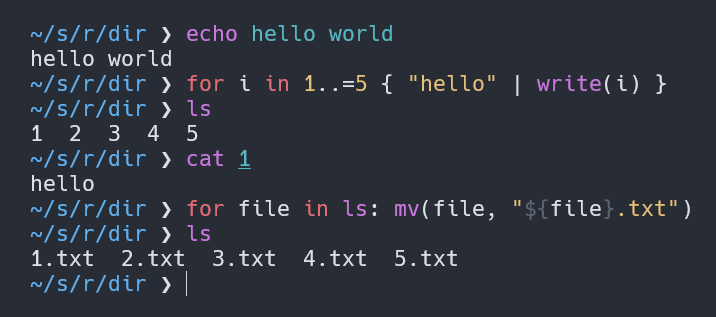 ~/s/r/dir ❯ echo hello world
hello world
~/s/r/dir ❯ for i in 1..=5 { "hello" | write(i) }
~/s/r/dir ❯ ls
1  2  3  4  5
~/s/r/dir ❯ cat 1
hello
~/s/r/dir ❯ for file in ls: mv(file, "${file}.txt")
~/s/r/dir ❯ ls
1.txt  2.txt  3.txt  4.txt  5.txt
~/s/r/dir ❯